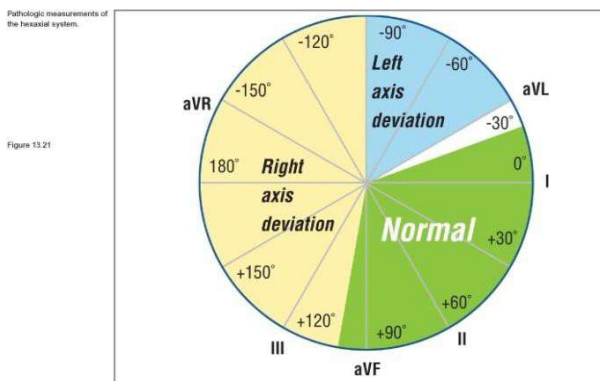 Pathologic measurements of
the hexaxial system.
Figure 13.21
-120°
-90°
-60°
Left
axis
deviation
aVL
-30°
-150°
aVR
0°
I
180°
Right
axis
deviation
Normal
+30°
+150°
+60°
II
+120°
III
+90°
aVF